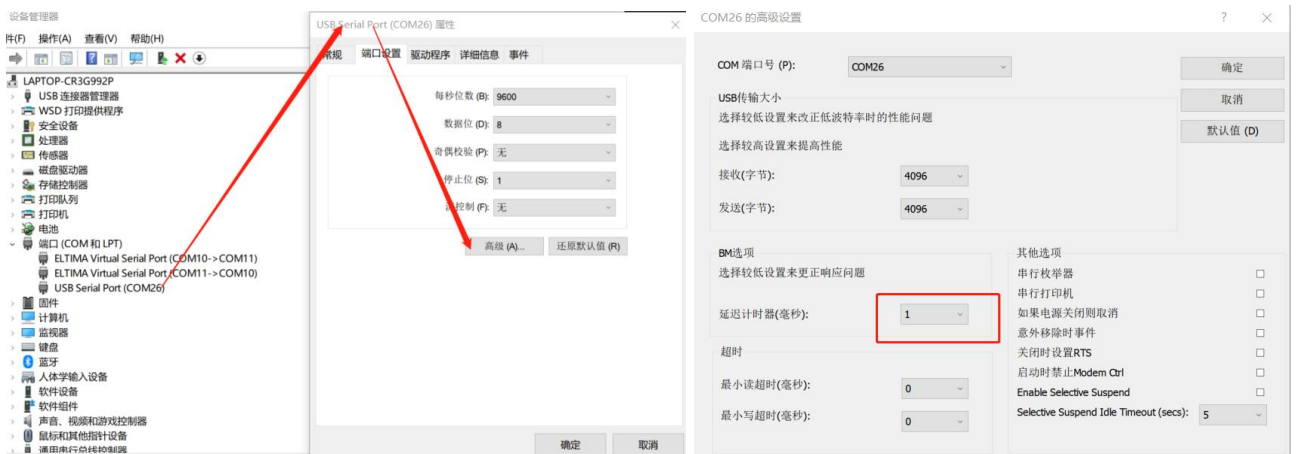 设备管理器
件(F) 操作(A) 查看(V) 帮助(H)
LAPTOP-CR3G992P
USB 连接器管理器
WSD 打印提供程序
安全设备
处理器
传感器
磁盘驱动器
存储控制器
打印队列
打印机
电池
端口 (COM 和 LPT)
ELTIMA Virtual Serial Port (COM10->COM11)
ELTIMA Virtual Serial Port (COM11->COM10)
USB Serial Port (COM26)
固件
计算机
监视器
键盘
蓝牙
人体学输入设备
软件设备
软件组件
声音、视频和游戏控制器
鼠标和其他指针设备
通用串行总线控制器
USB Serial Port (COM26) 属性
常规 端口设置 驱动程序 详细信息 事件
每秒位数 (B): 9600
数据位 (D): 8
奇偶校验 (P): 无
停止位 (S): 1
流控制 (F): 无
高级 (A)... 还原默认值 (R)
确定 取消
COM26 的高级设置
COM 端口号 (P): COM26
确定
取消
默认值 (D)
USB传输大小
选择较低设置来改正低波特率时的性能问题
选择较高设置来提高性能
接收(字节): 4096
发送(字节): 4096
BM选项
选择较低设置来更正响应问题
延迟计时器(毫秒): 1
超时
最小读超时(毫秒): 0
最小写超时(毫秒): 0
其他选项
串行枚举器
串行打印机
如果电源关闭则取消
意外移除时事件
关闭时设置RTS
启动时禁止Modem Ctrl
Enable Selective Suspend
Selective Suspend Idle Timeout (secs): 5